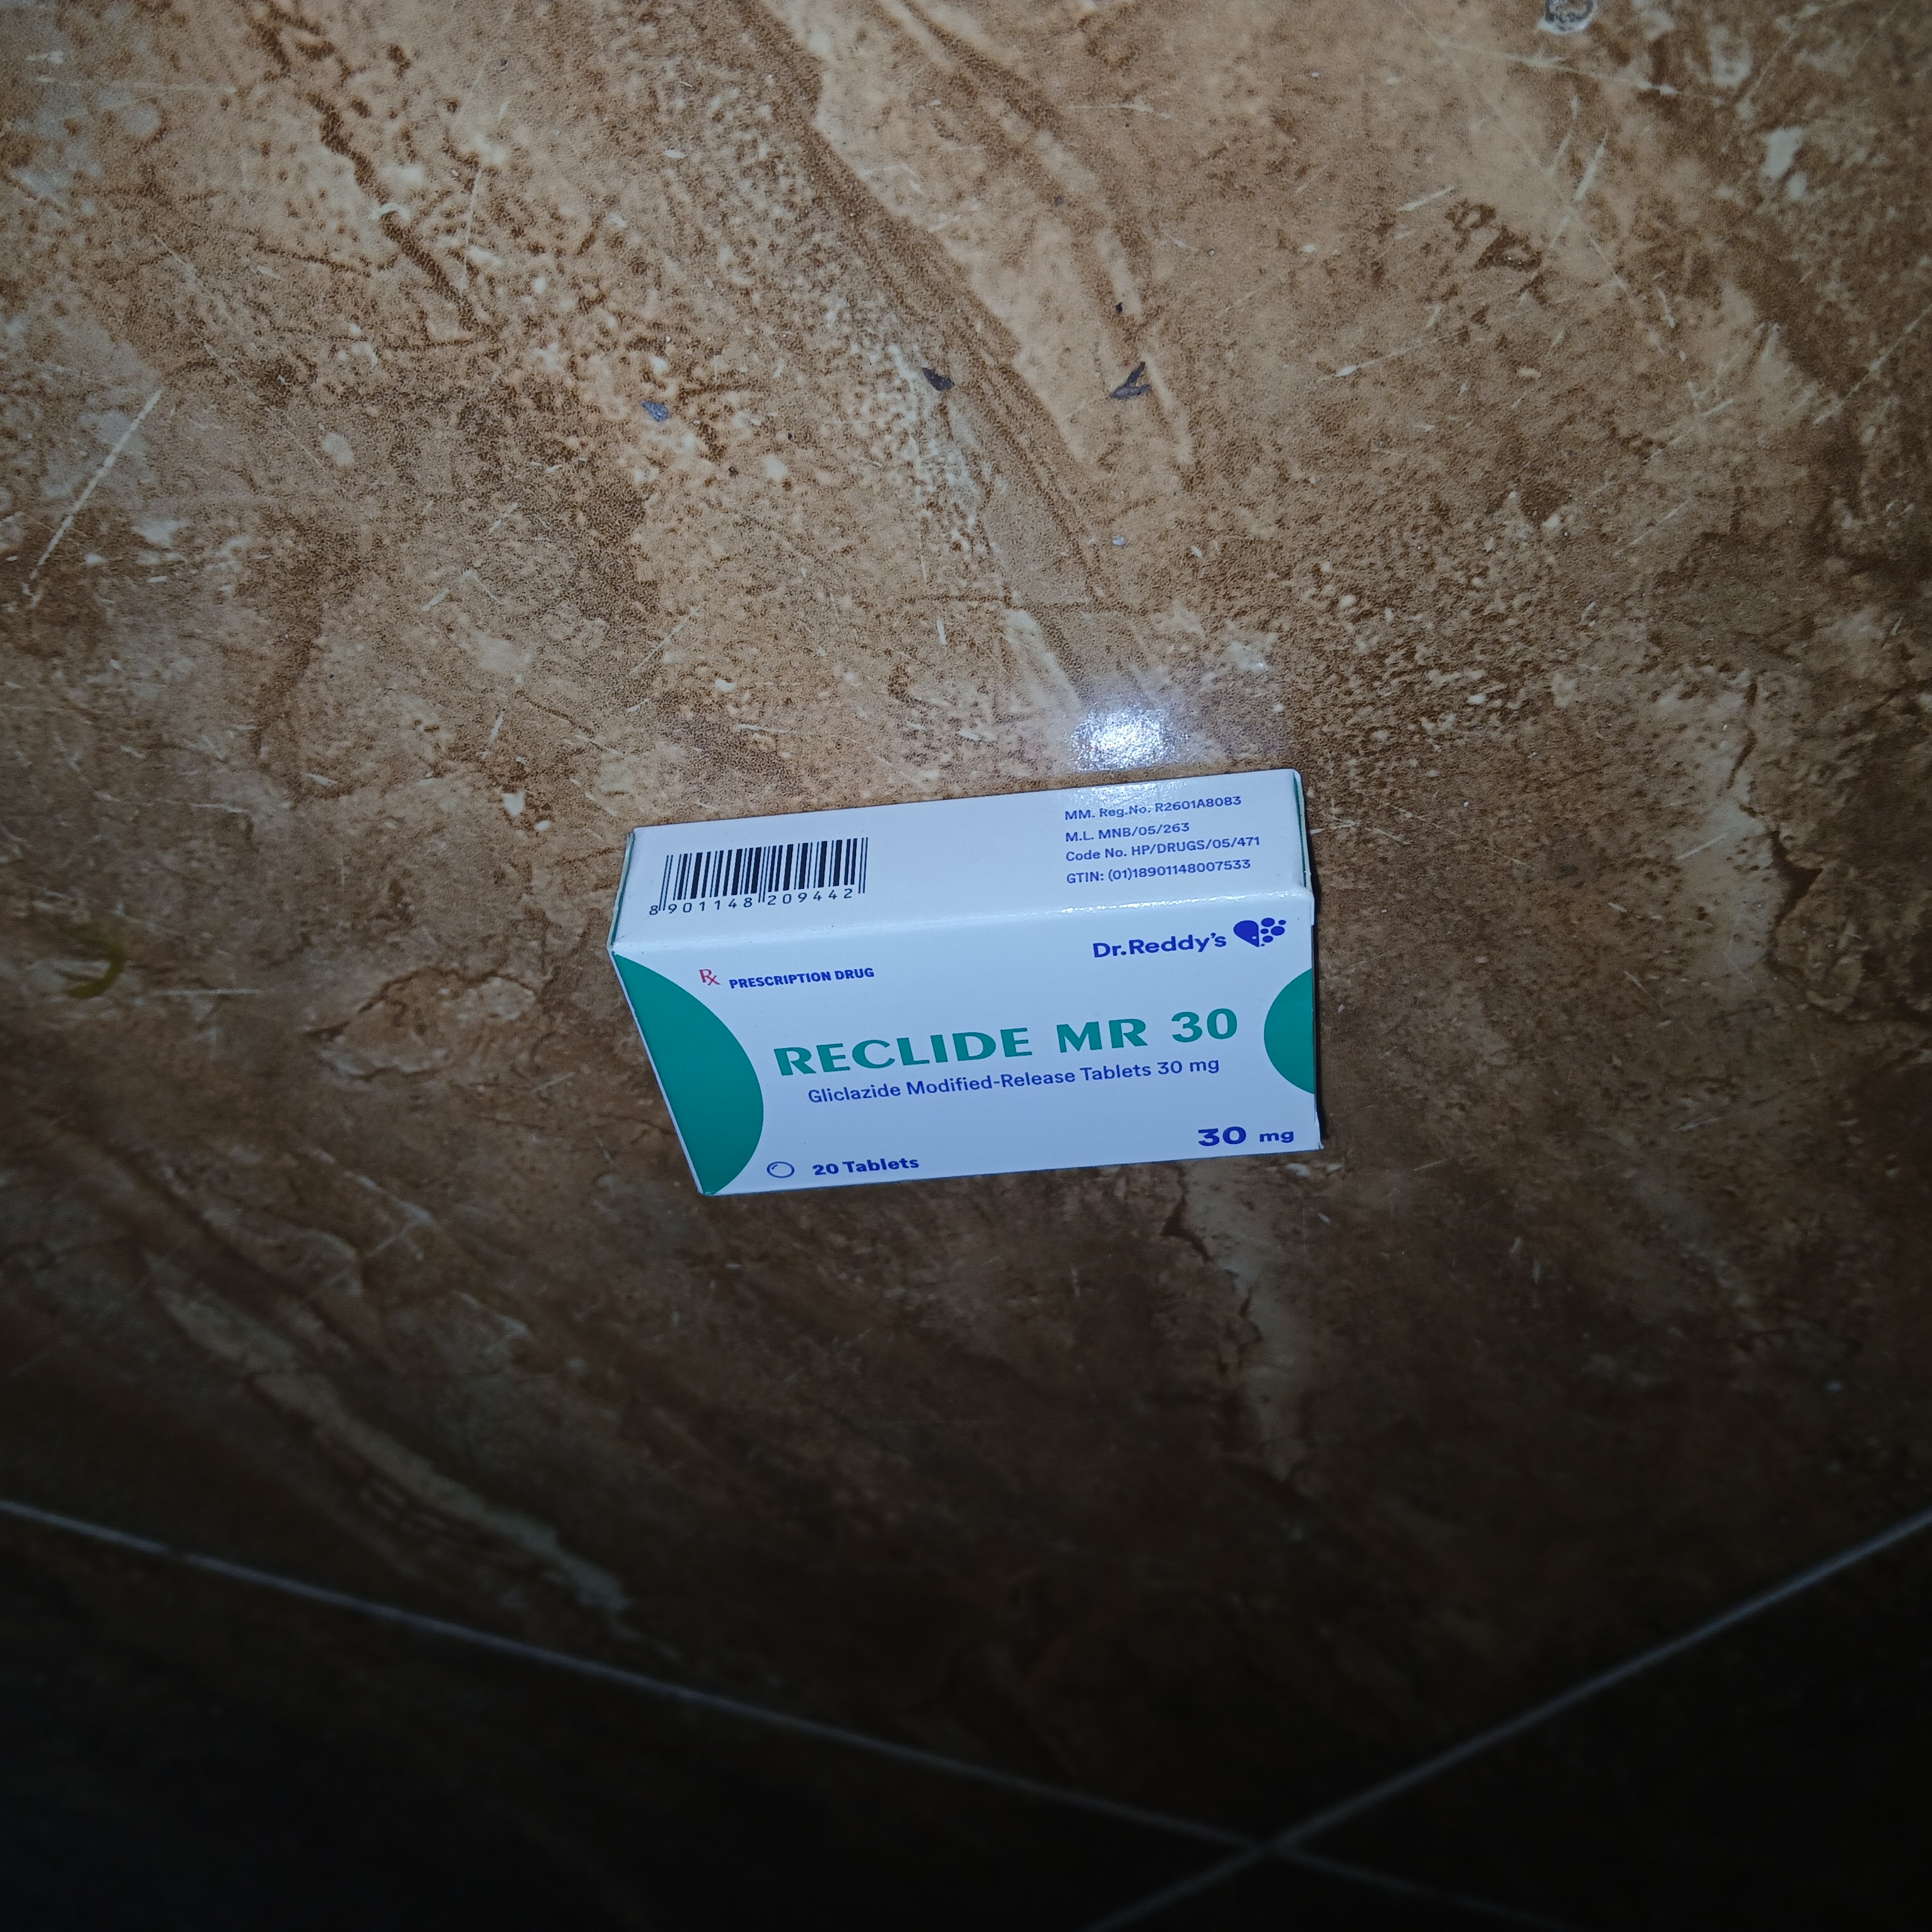 Rx PRESCRIPTION DRUG
Dr.Reddy's
RECLIDE MR 30
Gliclazide Modified-Release Tablets 30 mg
20 Tablets
30 mg
8901148209442
MM. Reg.No. R2601A8083
M.L. MNB/05/263
Code No. HP/DRUGS/05/471
GTIN: (01)18901148007533